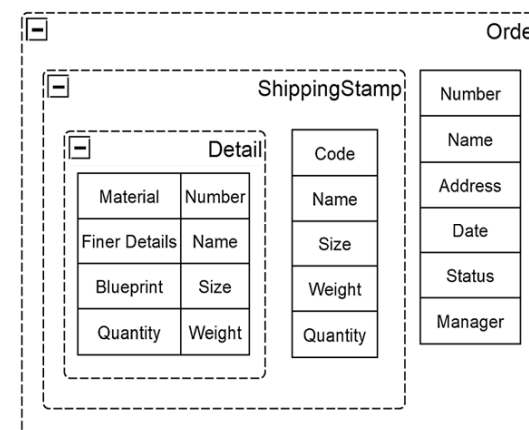 Orde
ShippingStamp
Detail
Material Number
Finer Details Name
Blueprint Size
Quantity Weight
Code
Name
Size
Weight
Quantity
Number
Name
Address
Date
Status
Manager